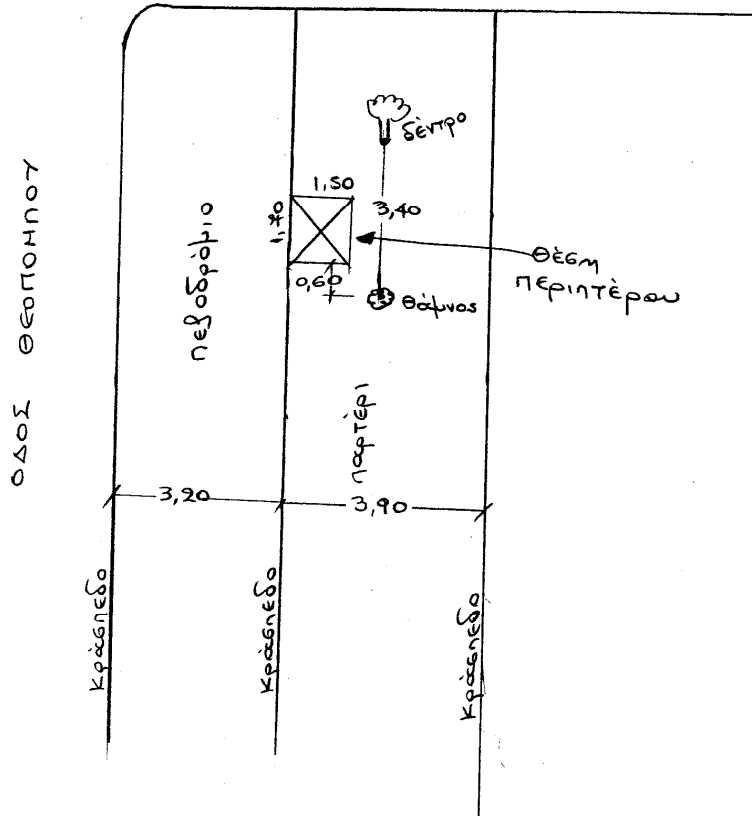 ΟΔΟΣ ΘΕΟΠΟΜΠΟΥ
πεζοδρόμιο
δέντρο
1,50
1,70
3,40
0,60
θέση
περιπτέρου
θάμνος
παρτέρι
3,20
3,90
κράσπεδο
κράσπεδο
κράσπεδο